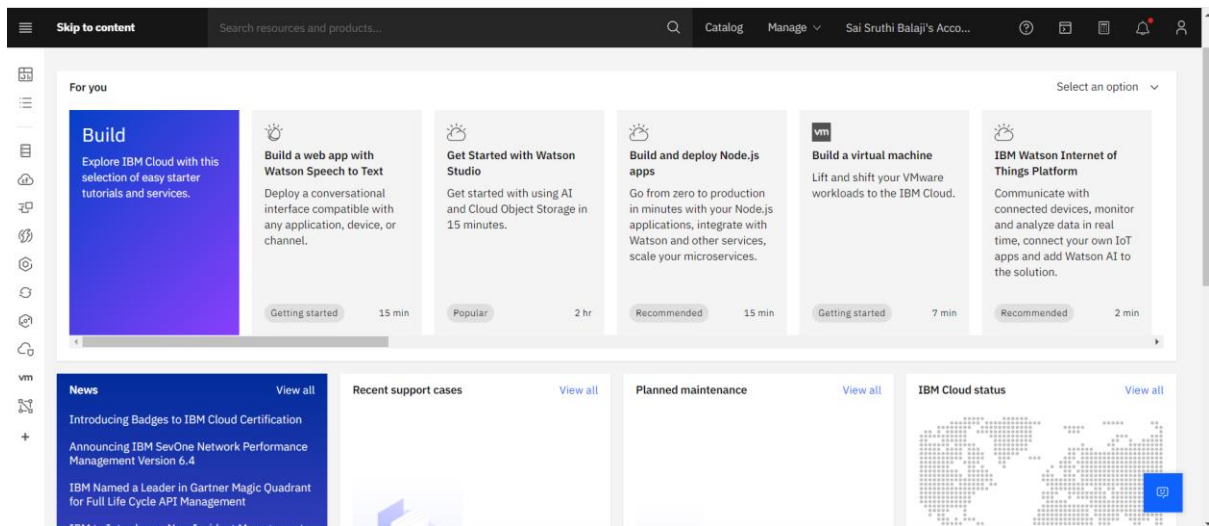 Skip to content
Search resources and products...
Catalog
Manage
Sai Sruthi Balaji's Acco...
For you
Select an option
Build
Explore IBM Cloud with this
selection of easy starter
tutorials and services.
Build a web app with
Watson Speech to Text
Deploy a conversational
interface compatible with
any application, device, or
channel.
Getting started
15 min
Get Started with Watson
Studio
Get started with using AI
and Cloud Object Storage in
15 minutes.
Popular
2 hr
Build and deploy Node.js
apps
Go from zero to production
in minutes with your Node.js
applications, integrate with
Watson and other services,
scale your microservices.
Recommended
15 min
vm
Build a virtual machine
Lift and shift your VMware
workloads to the IBM Cloud.
Getting started
7 min
IBM Watson Internet of
Things Platform
Communicate with
connected devices, monitor
and analyze data in real
time, connect your own IoT
apps and add Watson AI to
the solution.
Recommended
2 min
vm
News
View all
Introducing Badges to IBM Cloud Certification
Announcing IBM SevOne Network Performance
Management Version 6.4
IBM Named a Leader in Gartner Magic Quadrant
for Full Life Cycle API Management
Recent support cases
View all
Planned maintenance
View all
IBM Cloud status
View all